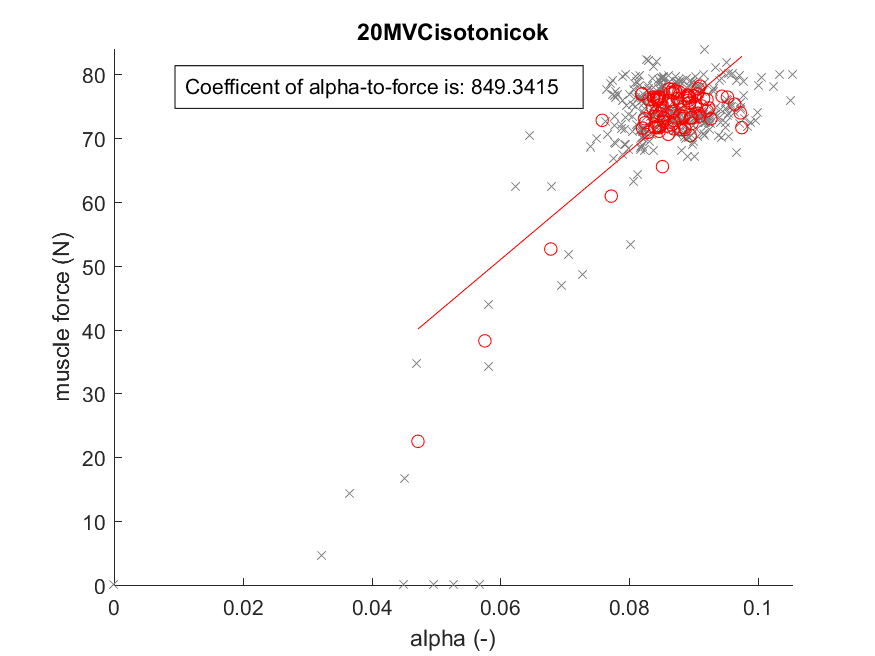 20MVCisotonicok
Coefficent of alpha-to-force is: 849.3415
80
70
60
50
40
30
20
10
0
muscle force (N)
0 0.02 0.04 0.06 0.08 0.1
alpha (-)